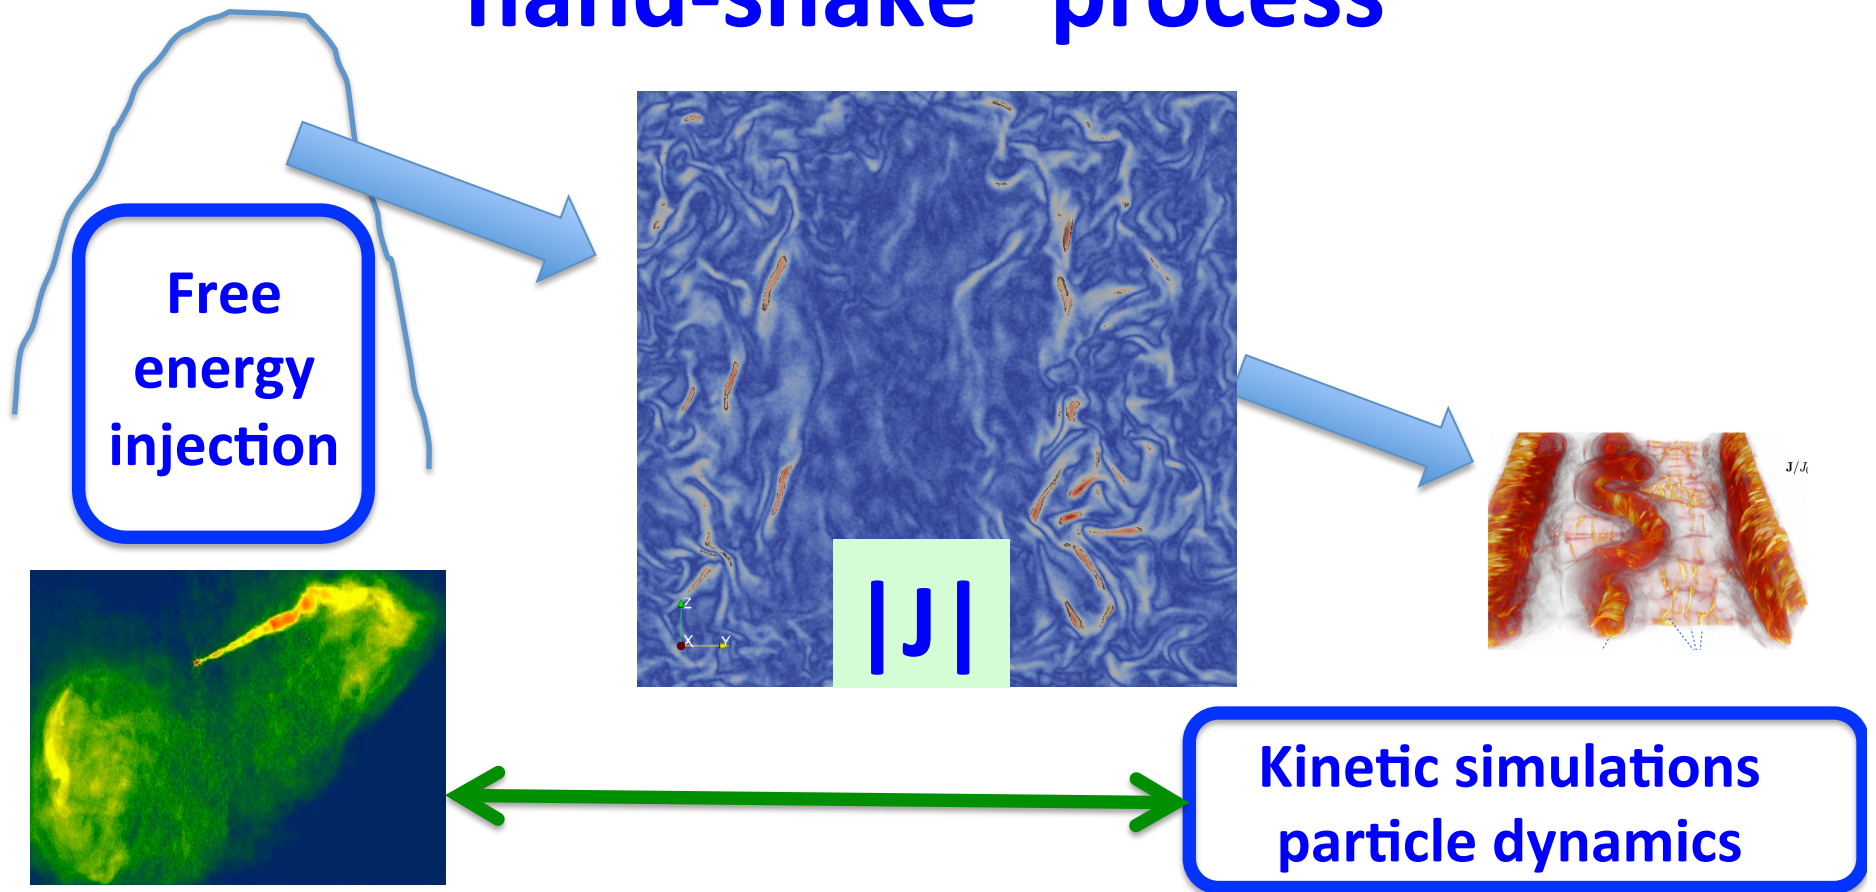 hand-shake" process
Free
energy
injection
|J|
Z
X
Y
J/J
Kinetic simulations
particle dynamics